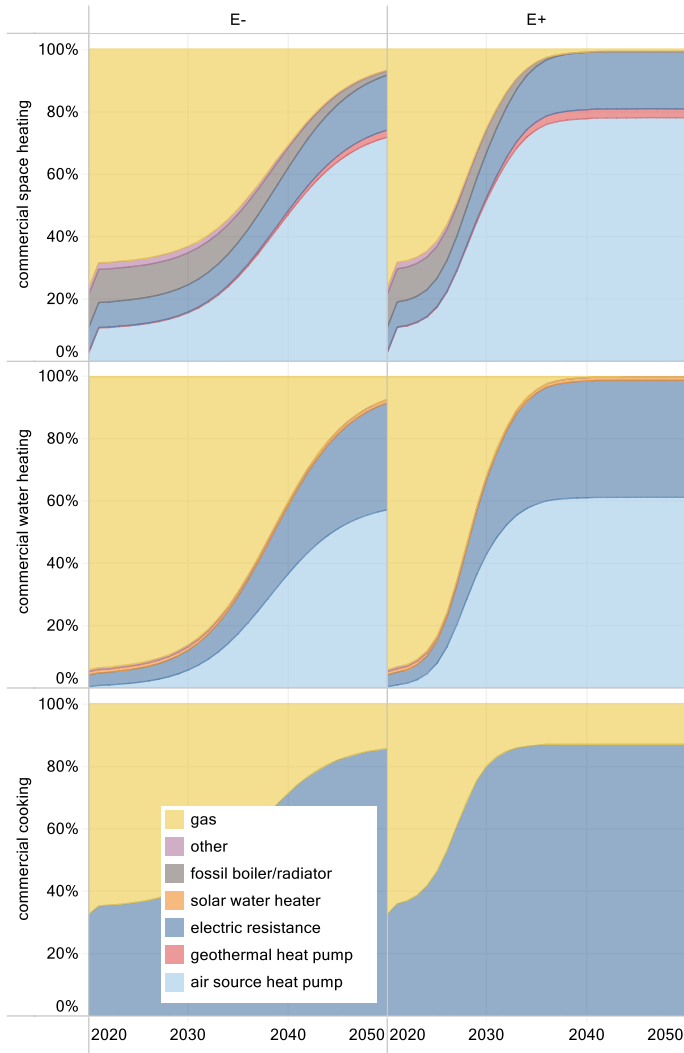 E- E+
100%
80%
60%
40%
20%
0%
commercial space heating
100%
80%
60%
40%
20%
0%
commercial water heating
100%
80%
60%
40%
20%
0%
commercial cooking
gas
other
fossil boiler/radiator
solar water heater
electric resistance
geothermal heat pump
air source heat pump
2020 2030 2040 2050 2020 2030 2040 2050